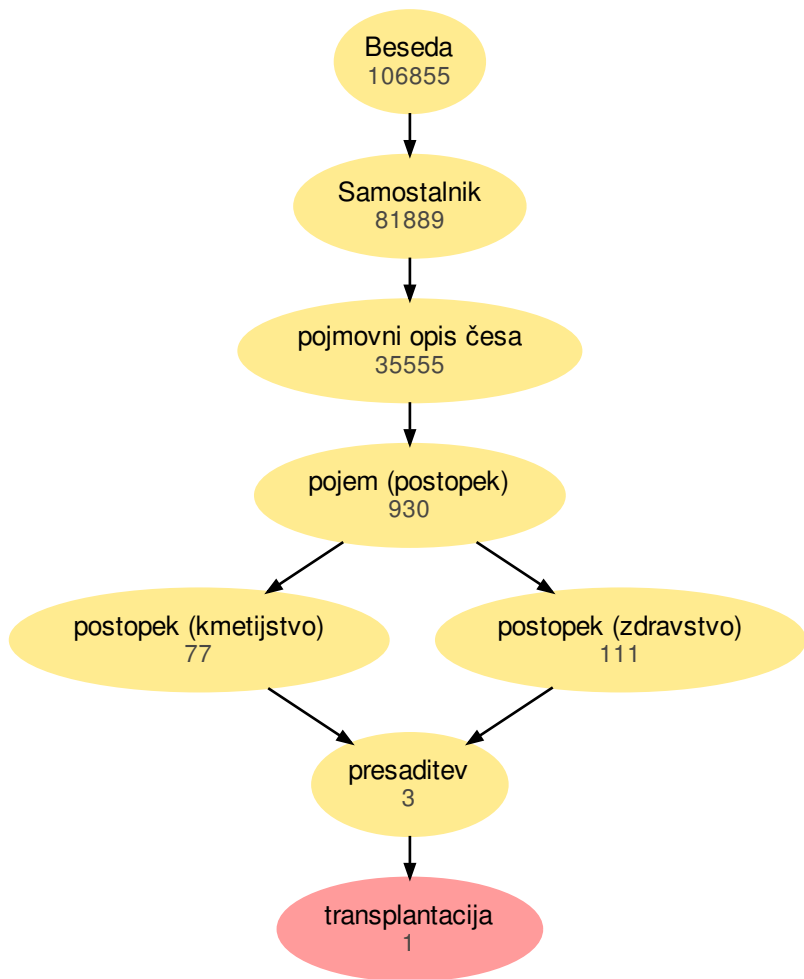 Beseda
106855
Samostalnik
81889
pojmovni opis česa
35555
pojem (postopek)
930
postopek (kmetijstvo)
77
postopek (zdravstvo)
111
presaditev
3
transplantacija
1